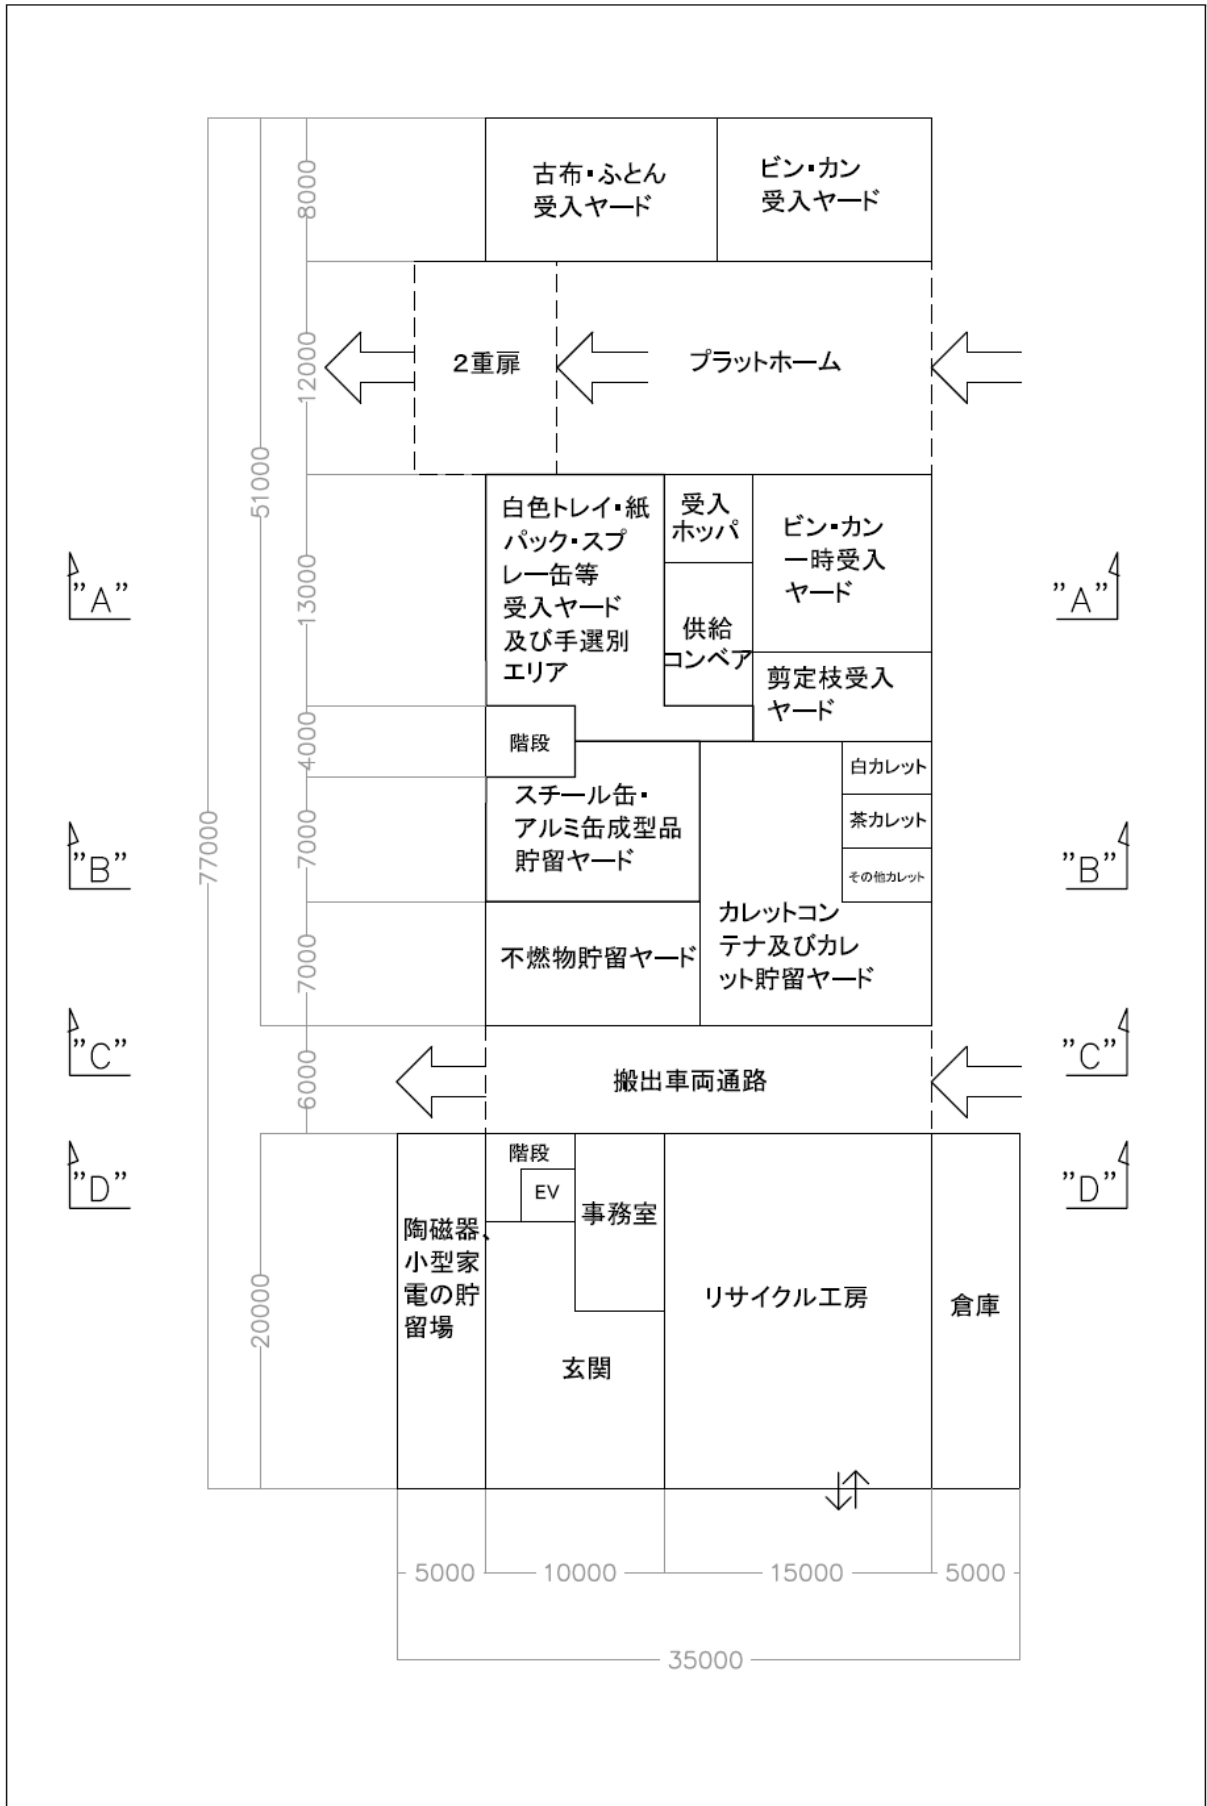 古布・ふとん
受入ヤード
ビン・カン
受入ヤード
8000
12000
2重扉
プラットホーム
51000
13000
白色トレイ・紙
パック・スプ
レー缶等
受入ヤード
及び手選別
エリア
受入
ホッパ
供給
コンベア
ビン・カン
一時受入
ヤード
剪定枝受入
ヤード
"A"
"A"
4000
階段
白カレット
茶カレット
その他カレット
77000
7000
スチール缶・
アルミ缶成型品
貯留ヤード
"B"
"B"
7000
不燃物貯留ヤード
カレットコン
テナ及びカレ
ット貯留ヤード
"C"
"C"
6000
搬出車両通路
"D"
"D"
階段
EV
事務室
陶磁器、
小型家
電の貯
留場
20000
リサイクル工房
倉庫
玄関
5000
10000
15000
5000
35000